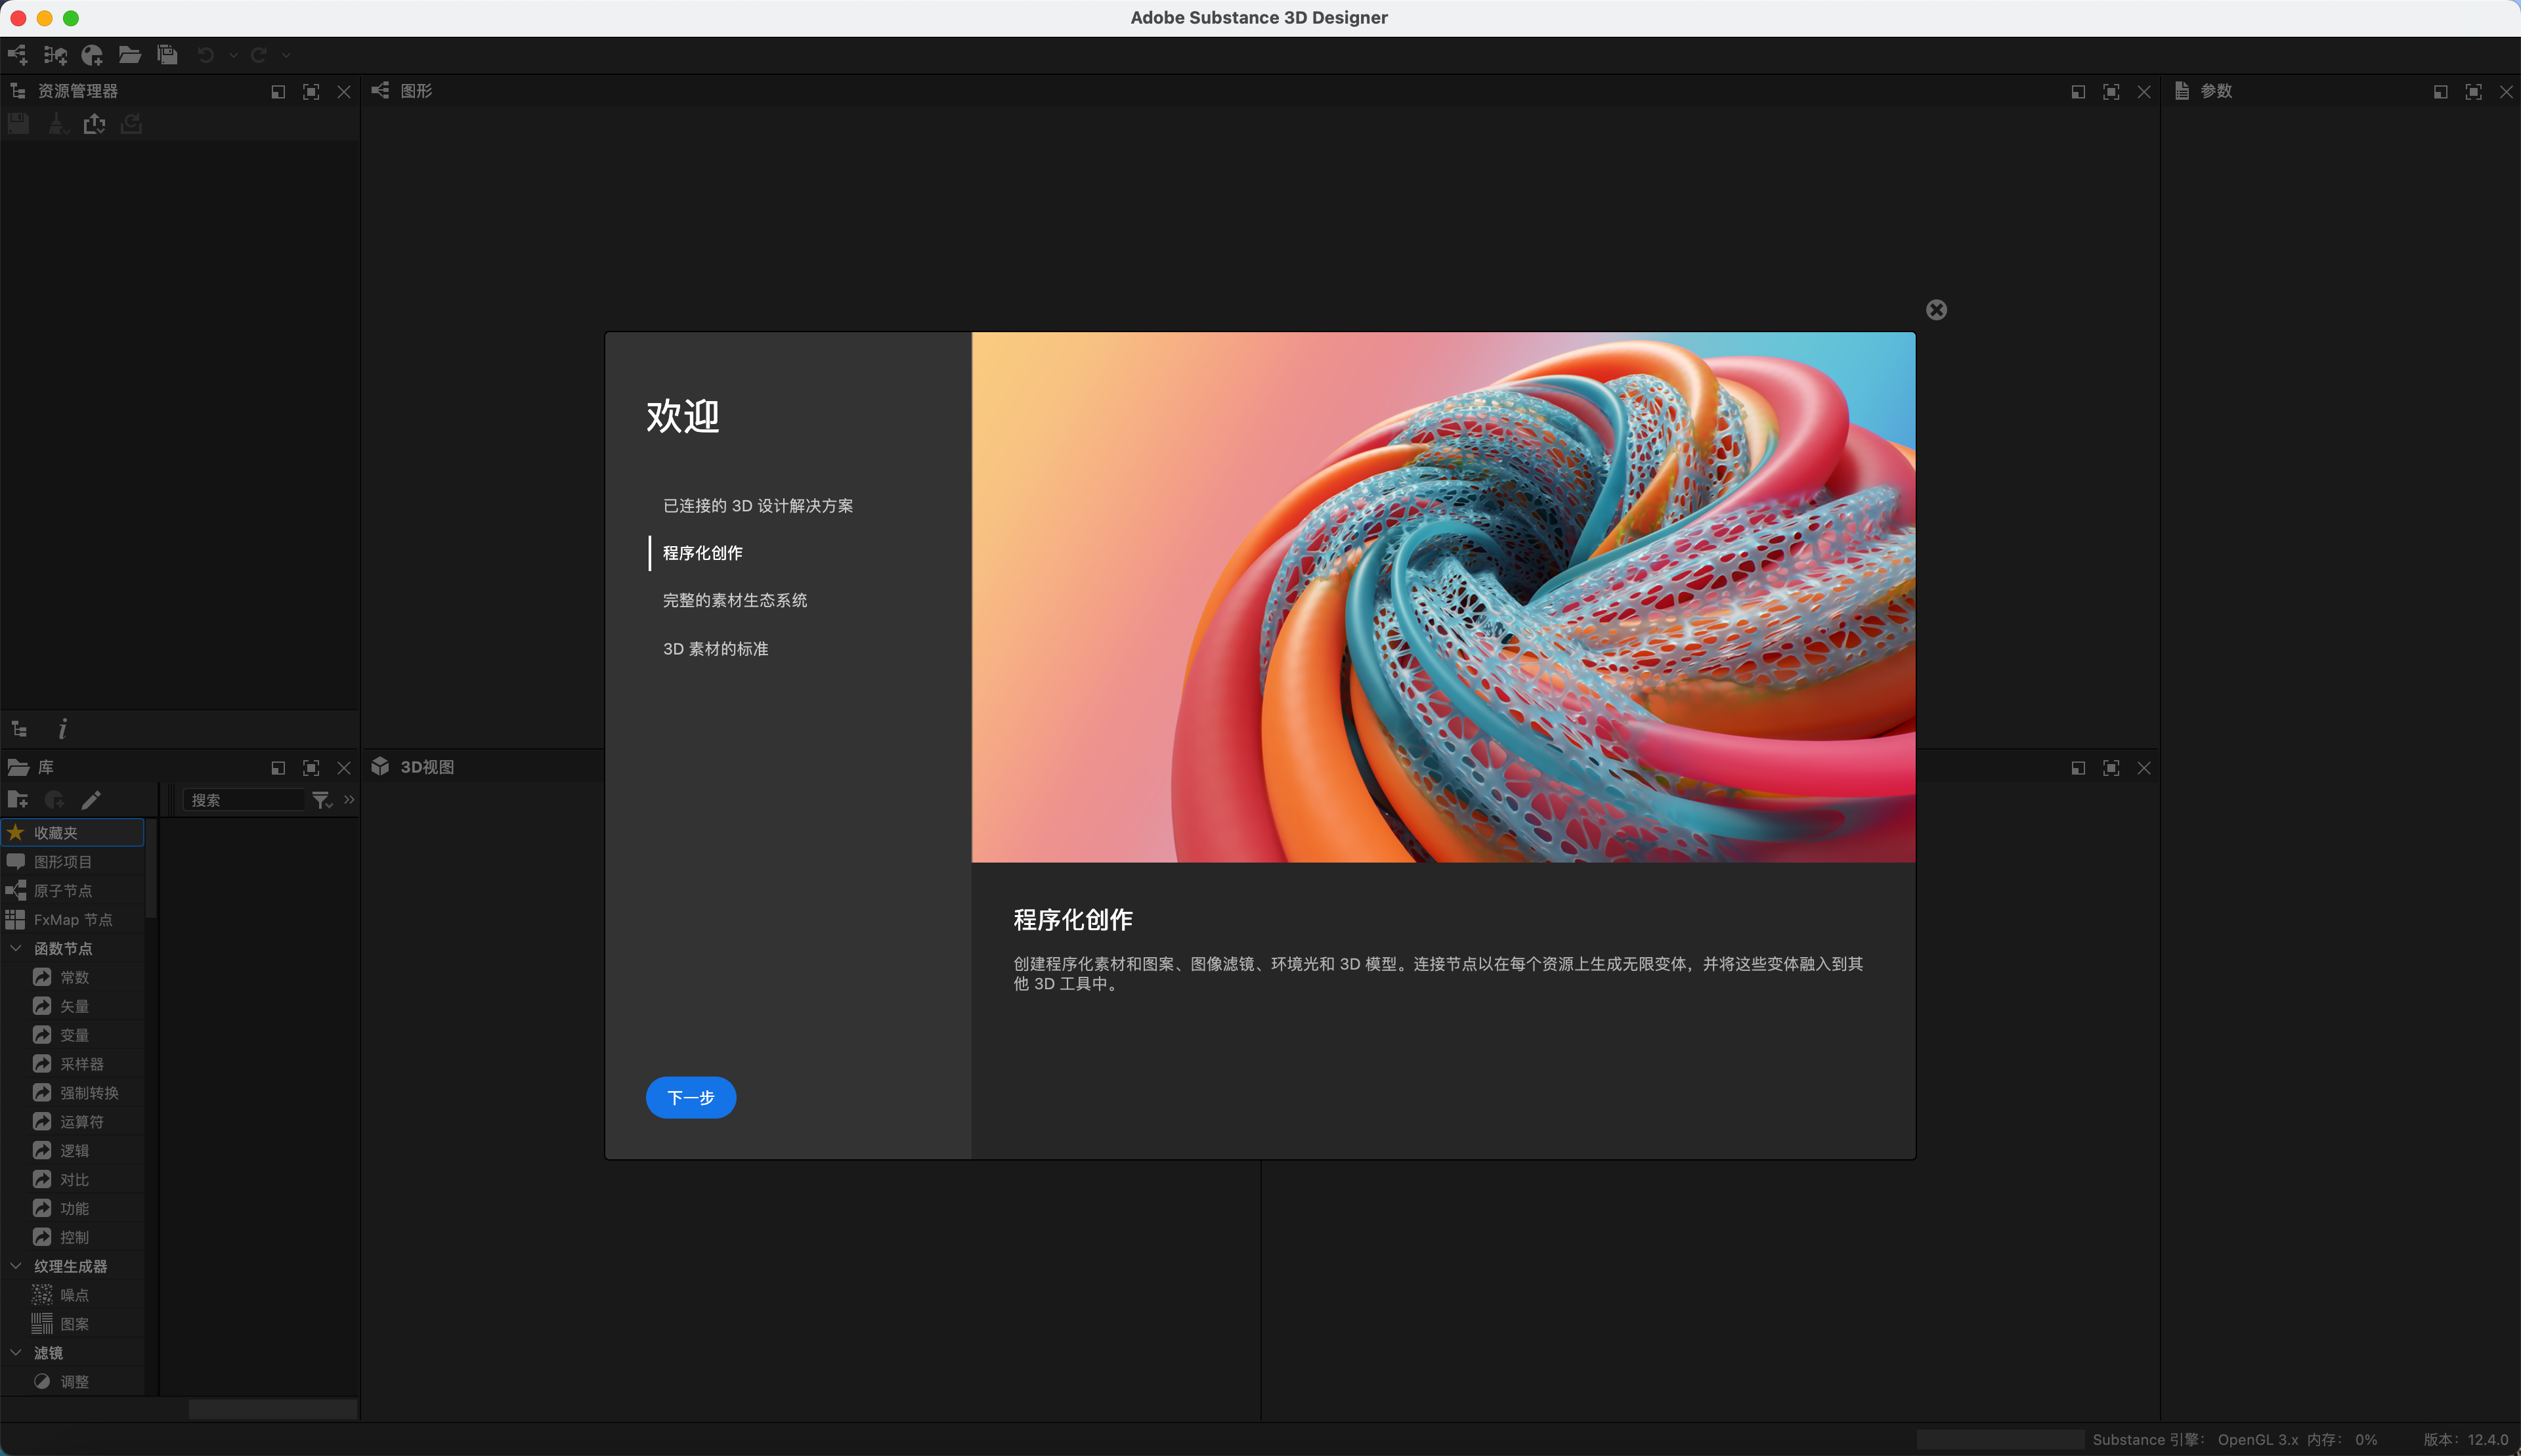 Adobe Substance 3D Designer
资源管理器
图形
参数
欢迎
已连接的 3D 设计解决方案
程序化创作
完整的素材生态系统
3D 素材的标准
下一步
程序化创作
创建程序化素材和图案、图像滤镜、环境光和 3D 模型。连接节点以在每个资源上生成无限变体，并将这些变体融入到其
他 3D 工具中。
库
3D视图
搜索
收藏夹
图形项目
原子节点
FxMap 节点
函数节点
常数
矢量
变量
采样器
强制转换
运算符
逻辑
对比
功能
控制
纹理生成器
噪点
图案
滤镜
调整
Substance 引擎： OpenGL 3.x 内存： 0% 版本：12.4.0